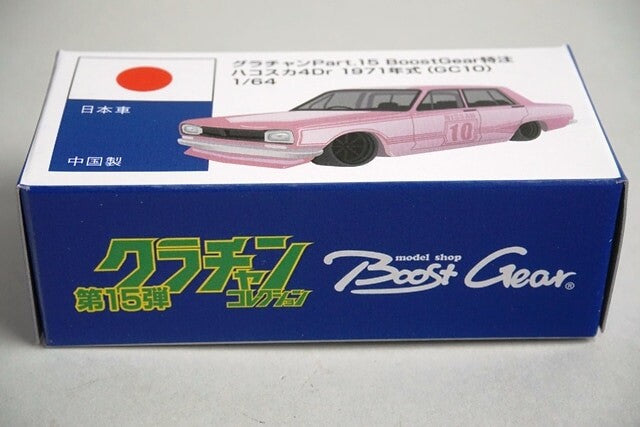 グラチャンPart.15 BoostGear特注
ハコスカ4Dr 1971年式 (GC10)
1/64
日本車
中国製
10
グラチャン
第15弾
コレクション
model shop
Boost Gear®